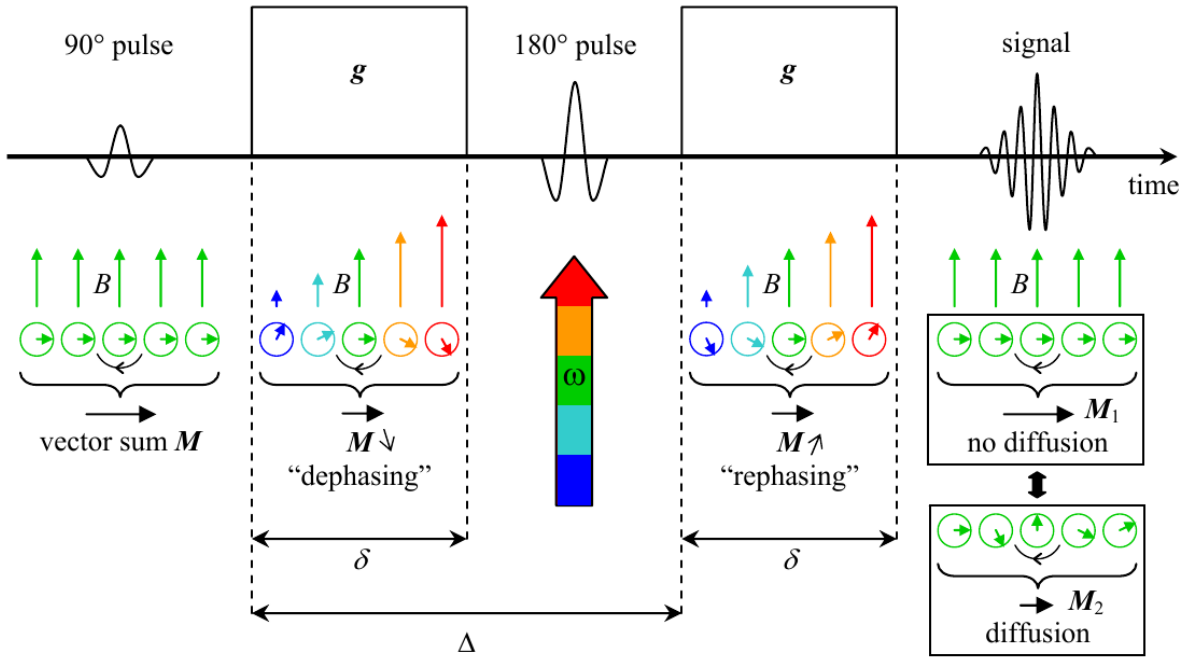 90° pulse
g
180° pulse
g
signal
time
B
B
B
B
ω
vector sum M
M
“dephasing”
M
“rephasing”
M1
no diffusion
δ
δ
M2
diffusion
Δ